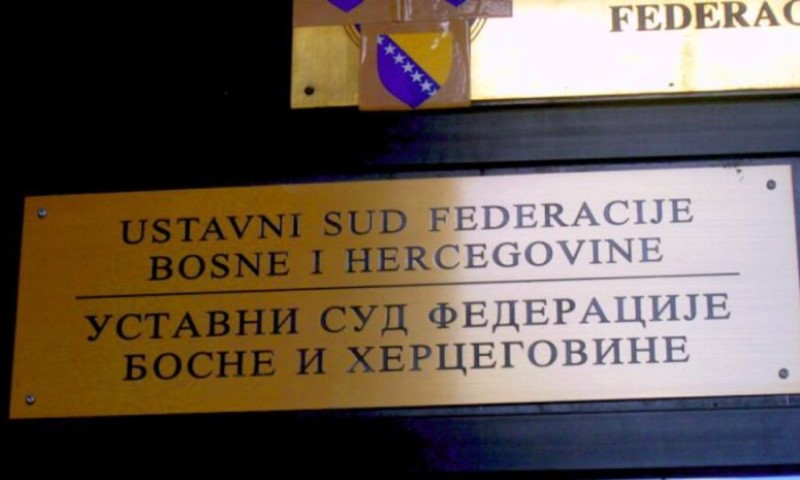 FEDERAC
USTAVNI SUD FEDERACIJE
BOSNE I HERCEGOVINE
УСТАВНИ СУД ФЕДЕРАЦИЈЕ
БОСНЕ И ХЕРЦЕГОВИНЕ